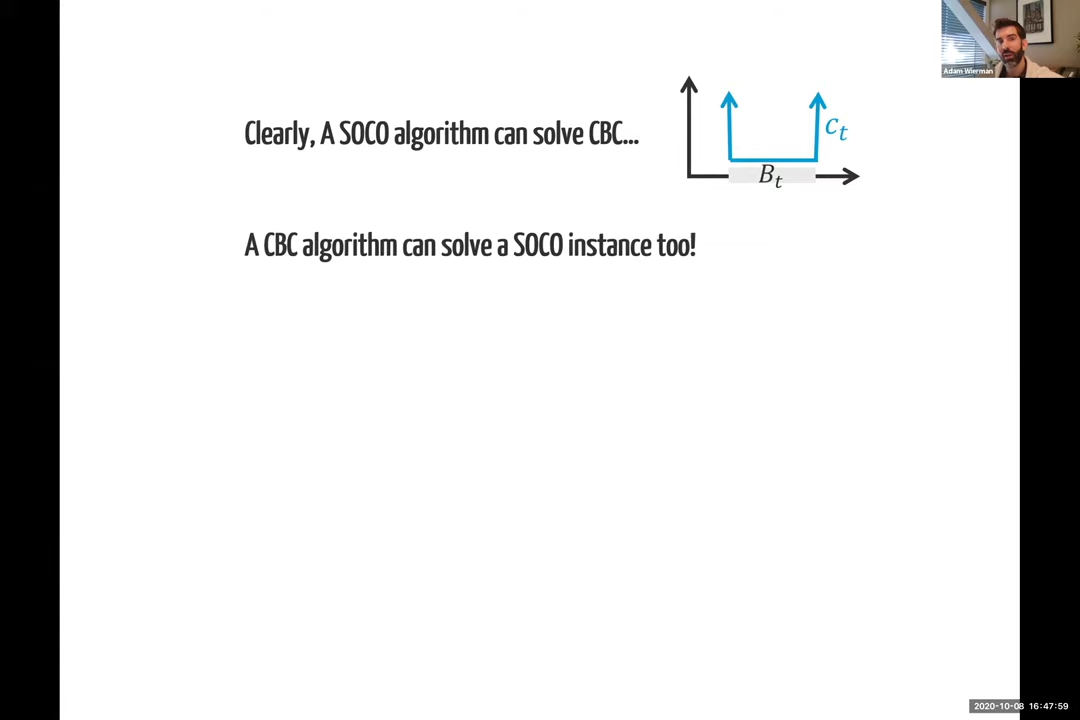 Adam Wierman
Clearly, A SOCO algorithm can solve CBC...
c_t
B_t
A CBC algorithm can solve a SOCO instance too!
2020-10-08 16:47:59